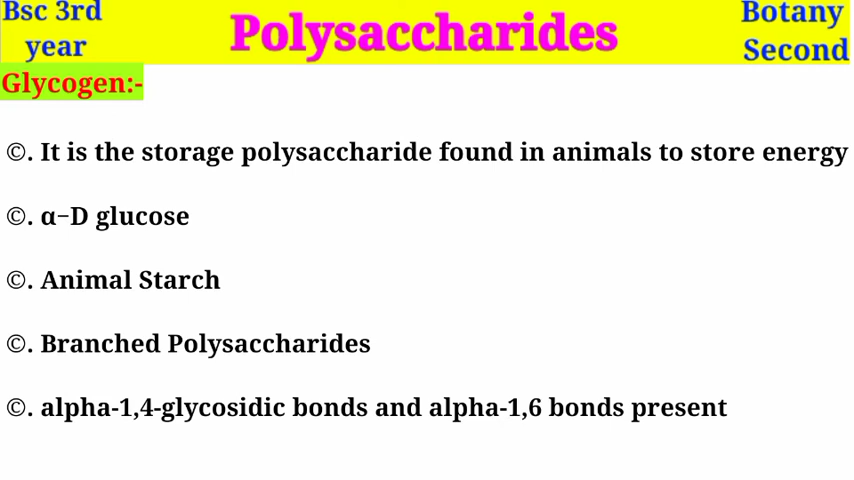 Bsc 3rd
year
Polysaccharides
Botany
Second
Glycogen:-
©. It is the storage polysaccharide found in animals to store energy
©. α−D glucose
©. Animal Starch
©. Branched Polysaccharides
©. alpha-1,4-glycosidic bonds and alpha-1,6 bonds present